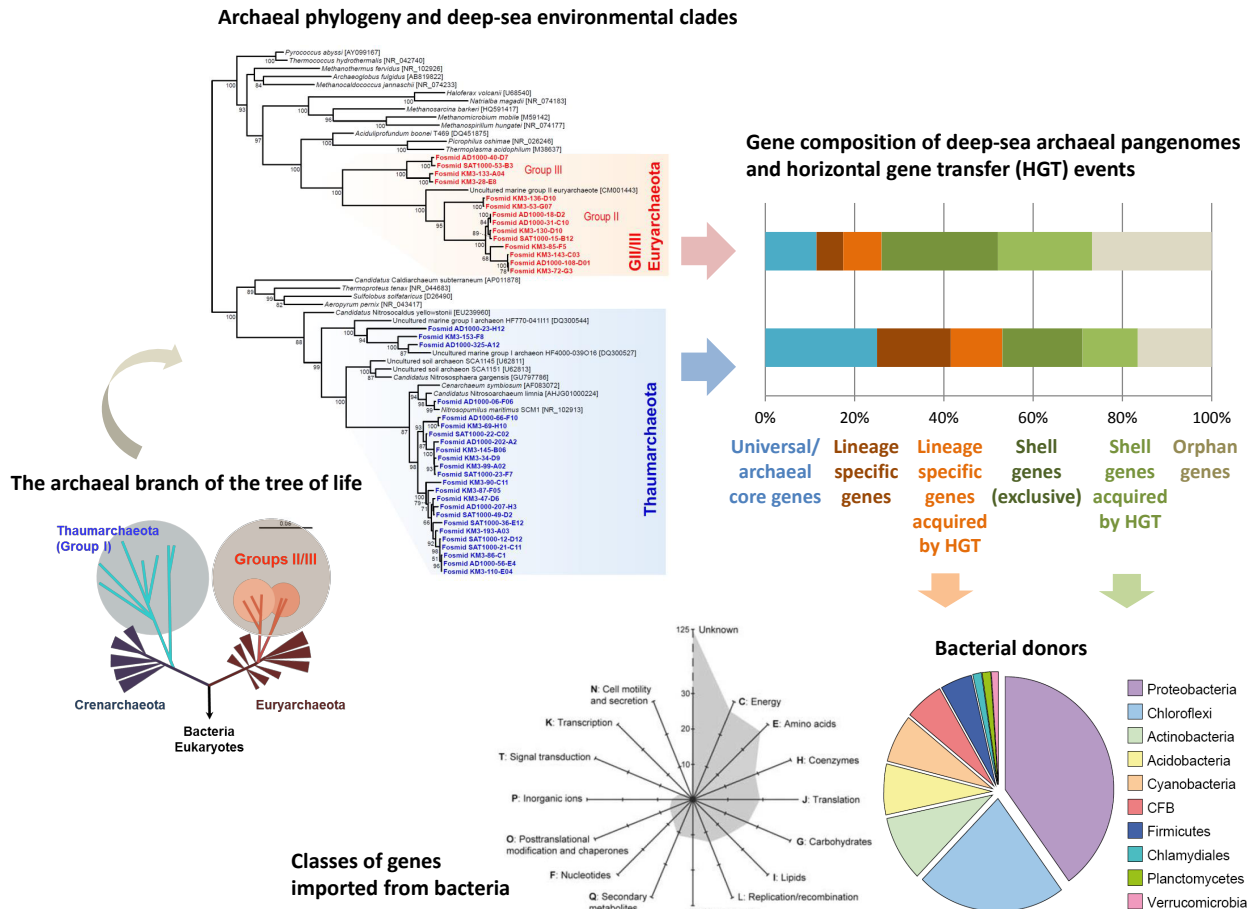 Archaeal phylogeny and deep-sea environmental clades
Pyrococcus abyssi [AY099167]
Thermococcus hydrothermalis [NR_042740]
Methanothermus fervidus [NR_102926]
Archaeoglobus fulgidus [AB819822]
Methanocaldococcus jannaschii [NR_074233]
Haloferax volcanii [U68540]
Natrialba magadii [NR_074183]
Methanosarcina barkeri [HQ591417]
Methanomicrobium mobile [M59142]
Methanospirillum hungatei [NR_074177]
Aciduliprofundum boonei T469 [DQ451875]
Picrophilus oshimae [NR_026246]
Thermoplasma acidophilum [M38637]
Fosmid AD1000-40-D7
Fosmid SAT1000-53-B3
Fosmid KM3-133-A04
Fosmid KM3-28-E8
Group III
Uncultured marine group II euryarchaeote [CM001443]
Fosmid KM3-136-D10
Fosmid KM3-53-G07
Fosmid AD1000-18-D2
Fosmid AD1000-31-C10
Fosmid KM3-130-D10
Fosmid SAT1000-15-B12
Fosmid KM3-85-F5
Fosmid KM3-143-C03
Fosmid AD1000-108-D01
Fosmid KM3-72-G3
Group II
GII/III
Euryarchaeota
Candidatus Caldiarchaeum subterraneum [AP011878]
Thermoproteus tenax [NR_044683]
Sulfolobus solfataricus [D26490]
Aeropyrum pernix [NR_043417]
Candidatus Nitrosocaldus yellowstonii [EU239960]
Uncultured marine group I archaeon HF770-041I11 [DQ300544]
Fosmid AD1000-23-H12
Fosmid KM3-153-F8
Fosmid AD1000-325-A12
Uncultured marine group I archaeon HF4000-039O16 [DQ300527]
Uncultured soil archaeon SCA1145 [U62811]
Uncultured soil archaeon SCA1151 [U62813]
Candidatus Nitrososphaera gargensis [GU797786]
Cenarchaeum symbiosum [AF083072]
Candidatus Nitrosoarchaeum limnia [AHJG01000224]
Fosmid AD1000-06-F06
Nitrosopumilus maritimus SCM1 [NR_102913]
Fosmid AD1000-66-F10
Fosmid KM3-69-H10
Fosmid SAT1000-22-C02
Fosmid AD1000-202-A2
Fosmid KM3-145-B06
Fosmid KM3-34-D9
Fosmid KM3-99-A02
Fosmid SAT1000-23-F7
Fosmid KM3-90-C11
Fosmid KM3-87-F05
Fosmid KM3-47-D6
Fosmid AD1000-207-H3
Fosmid SAT1000-49-D2
Fosmid SAT1000-36-E12
Fosmid KM3-193-A03
Fosmid SAT1000-12-D12
Fosmid SAT1000-21-C11
Fosmid KM3-86-C1
Fosmid AD1000-56-E4
Fosmid KM3-110-E04
Thaumarchaeota
Gene composition of deep-sea archaeal pangenomes
and horizontal gene transfer (HGT) events
0% 20% 40% 60% 80% 100%
Universal/
archaeal
core genes
Lineage
specific
genes
Lineage
specific
genes
acquired
by HGT
Shell
genes
(exclusive)
Shell
genes
acquired
by HGT
Orphan
genes
The archaeal branch of the tree of life
Thaumarchaeota
(Group I)
Groups II/III
Crenarchaeota
Euryarchaeota
Bacteria
Eukaryotes
Classes of genes
imported from bacteria
125
30
20
10
Unknown
C: Energy
E: Amino acids
H: Coenzymes
J: Translation
G: Carbohydrates
I: Lipids
L: Replication/recombination
Q: Secondary
metabolites
F: Nucleotides
O: Posttranslational
modification and chaperones
P: Inorganic ions
T: Signal transduction
K: Transcription
N: Cell motility
and secretion
Bacterial donors
Proteobacteria
Chloroflexi
Actinobacteria
Acidobacteria
Cyanobacteria
CFB
Firmicutes
Chlamydiales
Planctomycetes
Verrucomicrobia